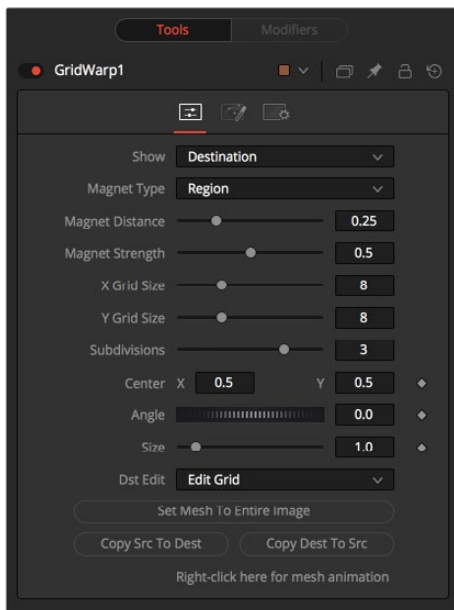 Tools Modifiers
GridWarp1
Show Destination
Magnet Type Region
Magnet Distance 0.25
Magnet Strength 0.5
X Grid Size 8
Y Grid Size 8
Subdivisions 3
Center X 0.5 Y 0.5
Angle 0.0
Size 1.0
Dst Edit Edit Grid
Set Mesh To Entire Image
Copy Src To Dest Copy Dest To Src
Right-click here for mesh animation